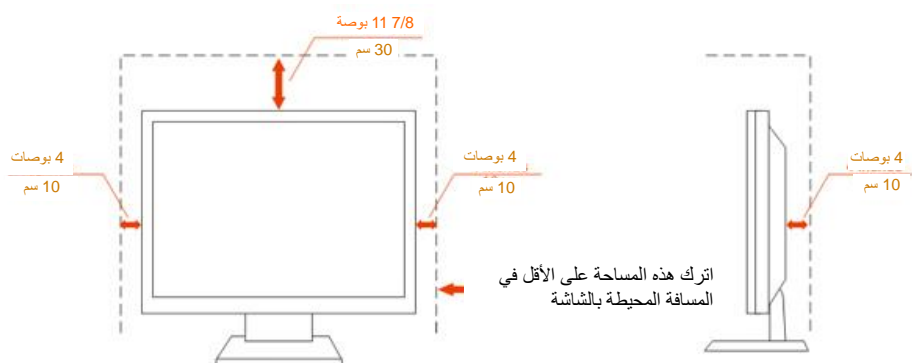 11 7/8 بوصة
30 سم
4 بوصات
10 سم
4 بوصات
10 سم
4 بوصات
10 سم
اترك هذه المساحة على الأقل في
المسافة المحيطة بالشاشة